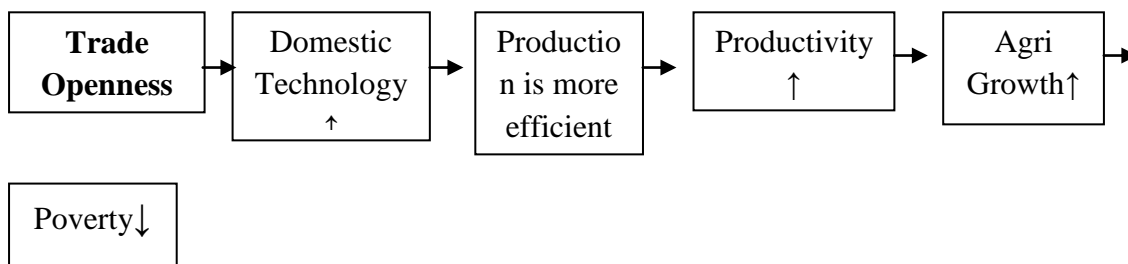 Trade
Openness
Domestic
Technology
↑
Productio
n is more
efficient
Productivity
↑
Agri
Growth↑
Poverty↓